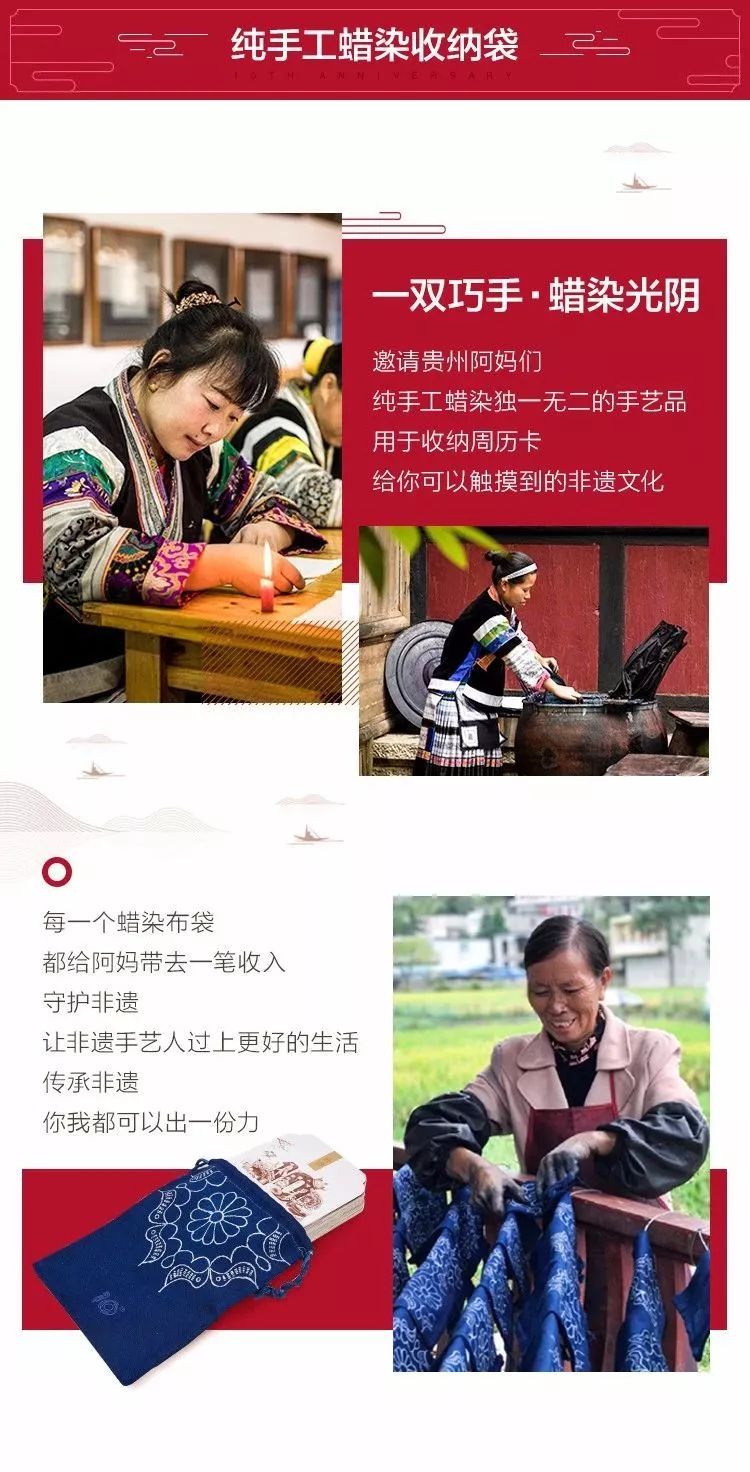 纯手工蜡染收纳袋
10TH ANNIVERSARY
一双巧手·蜡染光阴
邀请贵州阿妈们
纯手工蜡染独一无二的手艺品
用于收纳周历卡
给你可以触摸到的非遗文化
每一个蜡染布袋
都给阿妈带去一笔收入
守护非遗
让非遗手艺人过上更好的生活
传承非遗
你我都可以出一份力